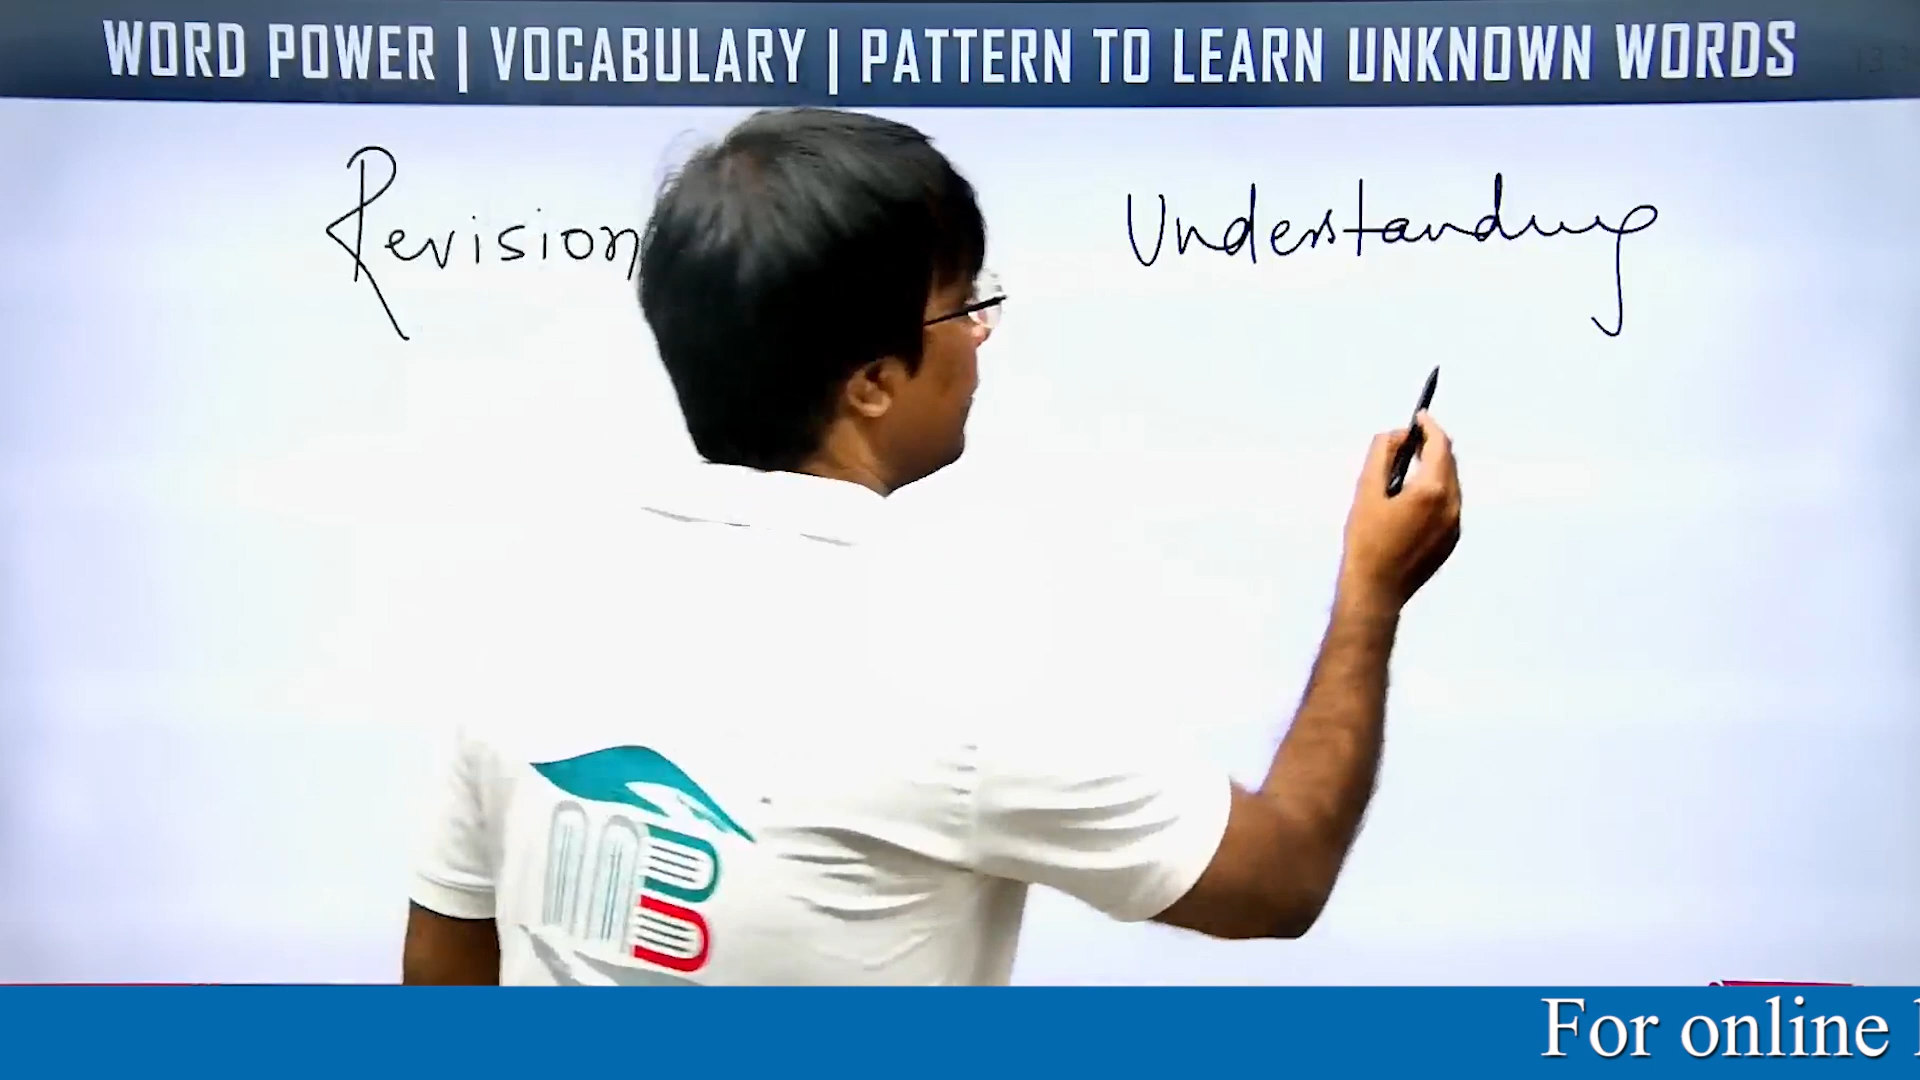 WORD POWER | VOCABULARY | PATTERN TO LEARN UNKNOWN WORDS
Revision Understanding
For online